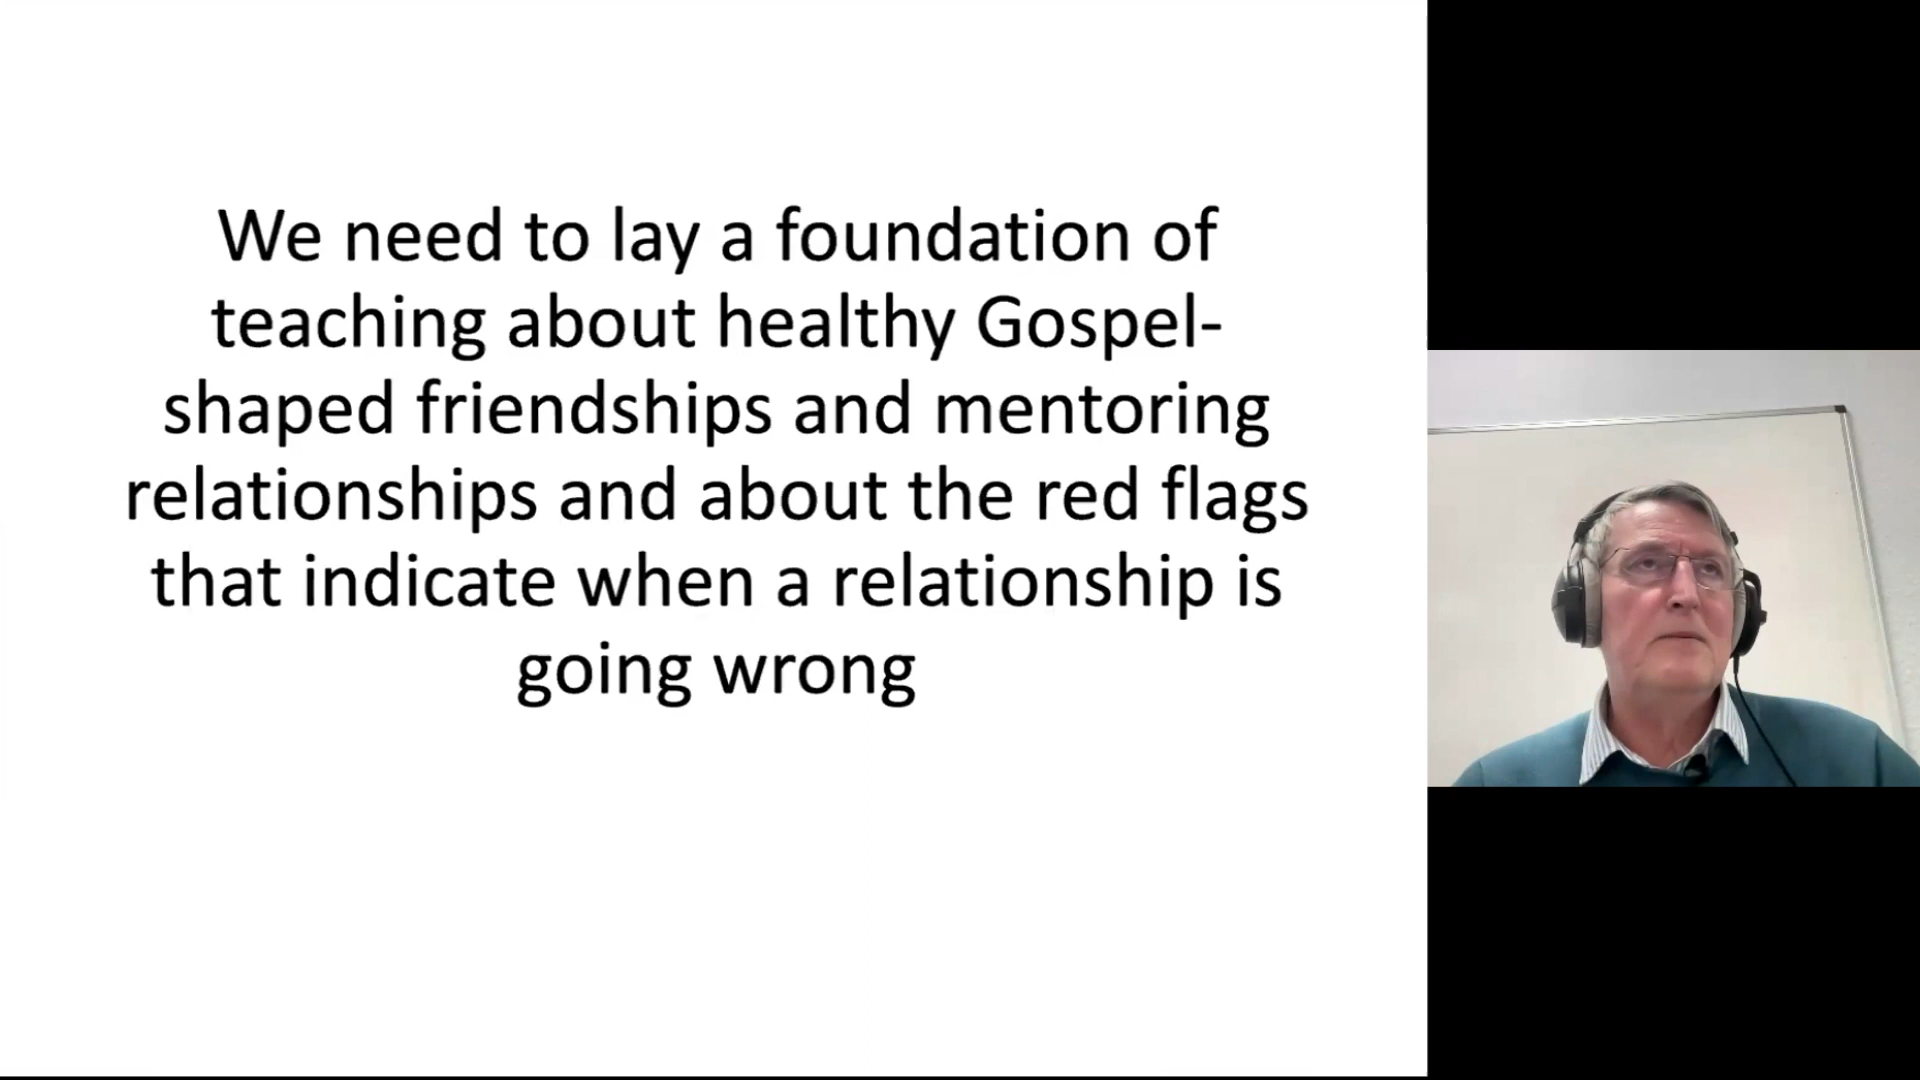 We need to lay a foundation of
teaching about healthy Gospel-
shaped friendships and mentoring
relationships and about the red flags
that indicate when a relationship is
going wrong